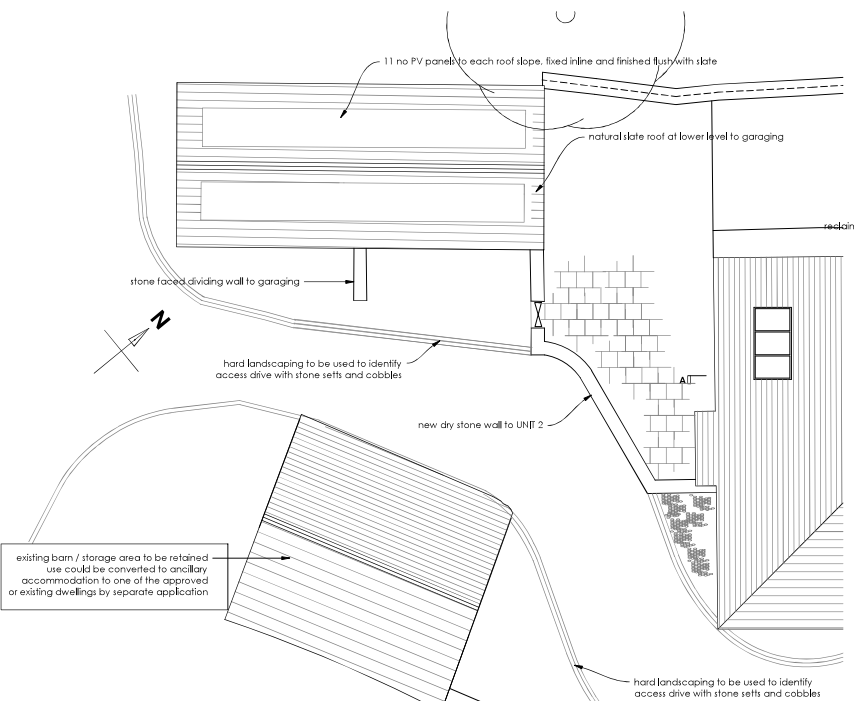 11 no PV panels to each roof slope, fixed inline and finished flush with slate
natural slate roof at lower level to garaging
reclain
stone faced dividing wall to garaging
N
hard landscaping to be used to identify
access drive with stone setts and cobbles
A
new dry stone wall to UNIT 2
existing barn / storage area to be retained
use could be converted to ancillary
accommodation to one of the approved
or existing dwellings by separate application
hard landscaping to be used to identify
access drive with stone setts and cobbles